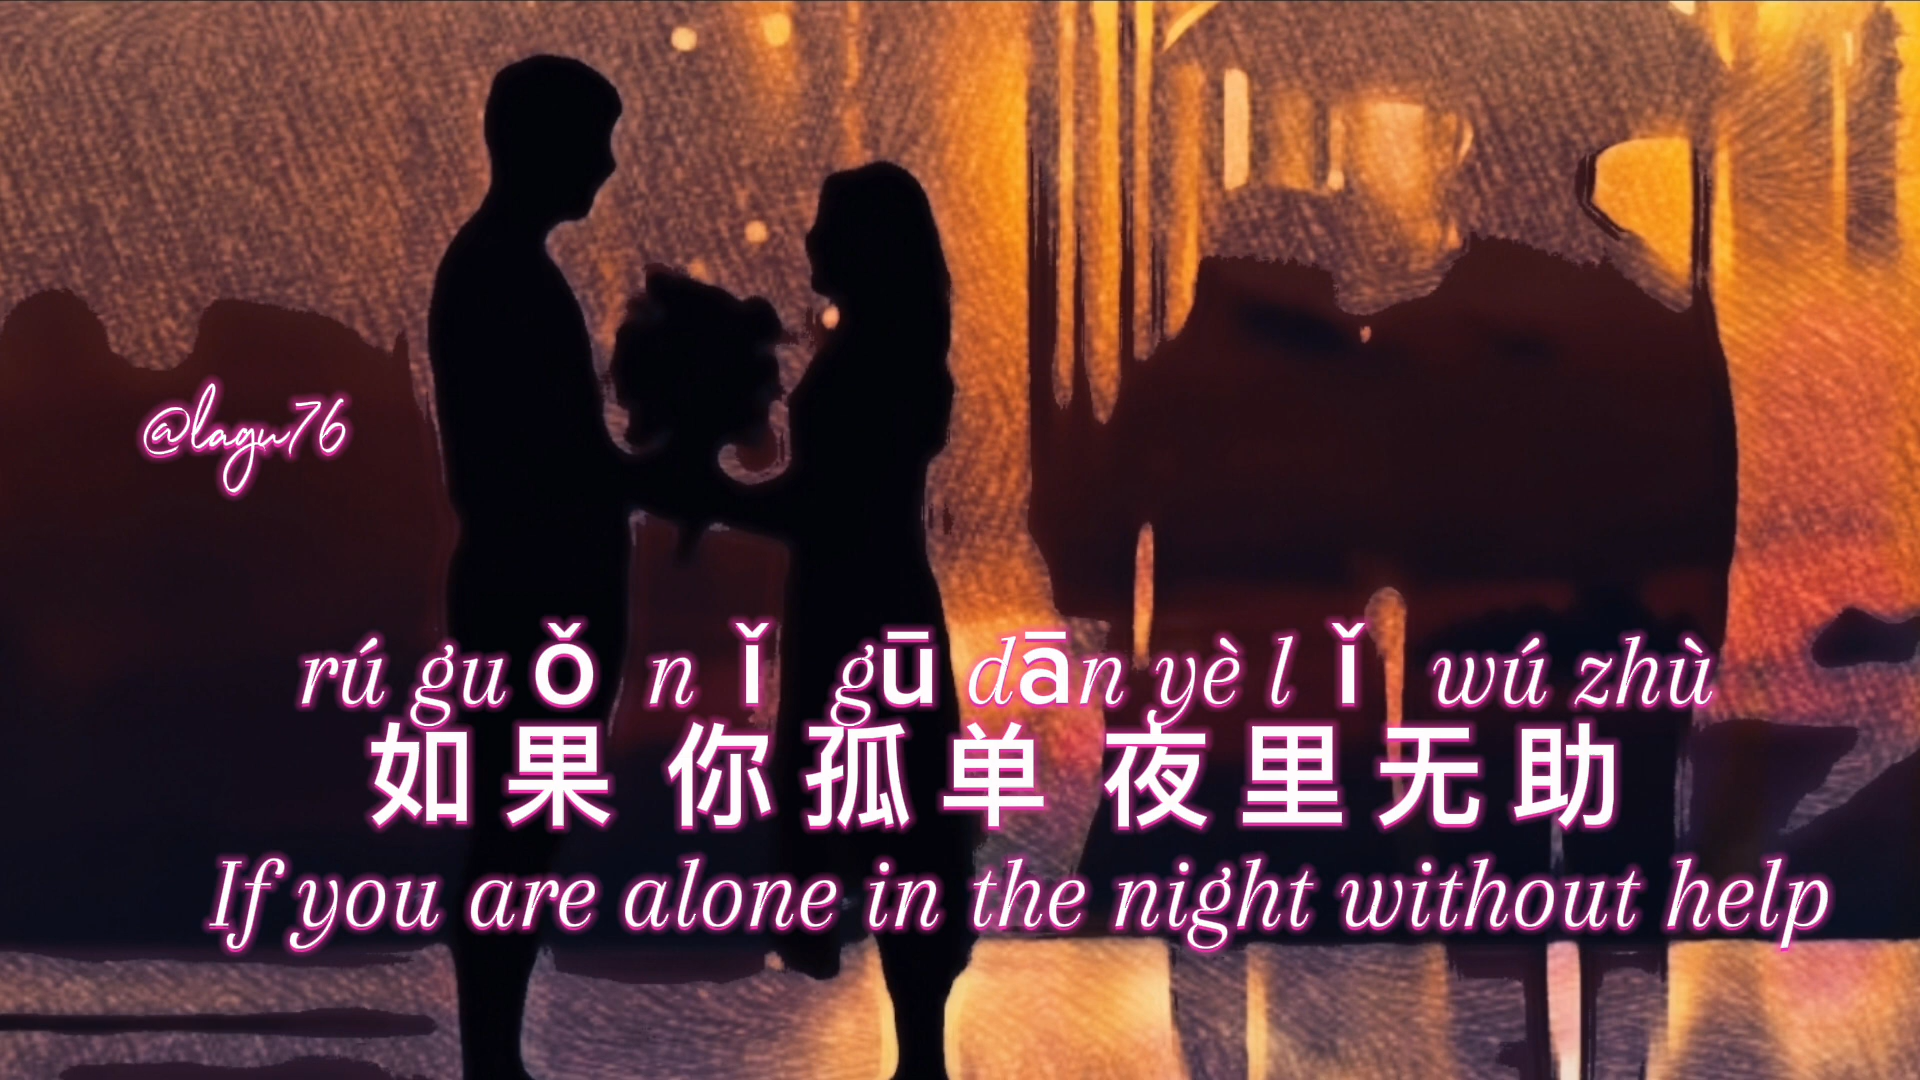 @lagu76
rú guǒ nǐ gū dān yè lǐ wú zhù
如果 你孤单 夜里无助
If you are alone in the night without help